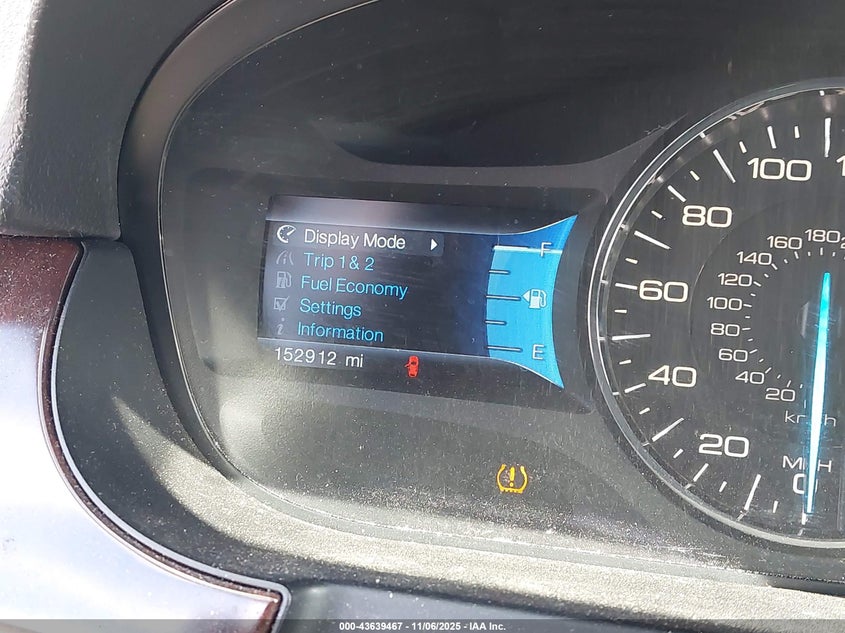 Display Mode
Trip 1 & 2
Fuel Economy
Settings
Information
152912 mi
F
E
100
80
60
40
20
0
MPH
180
160
140
120
100
80
60
40
20
km/h
000-43639467 - 11/06/2025 - IAA Inc.